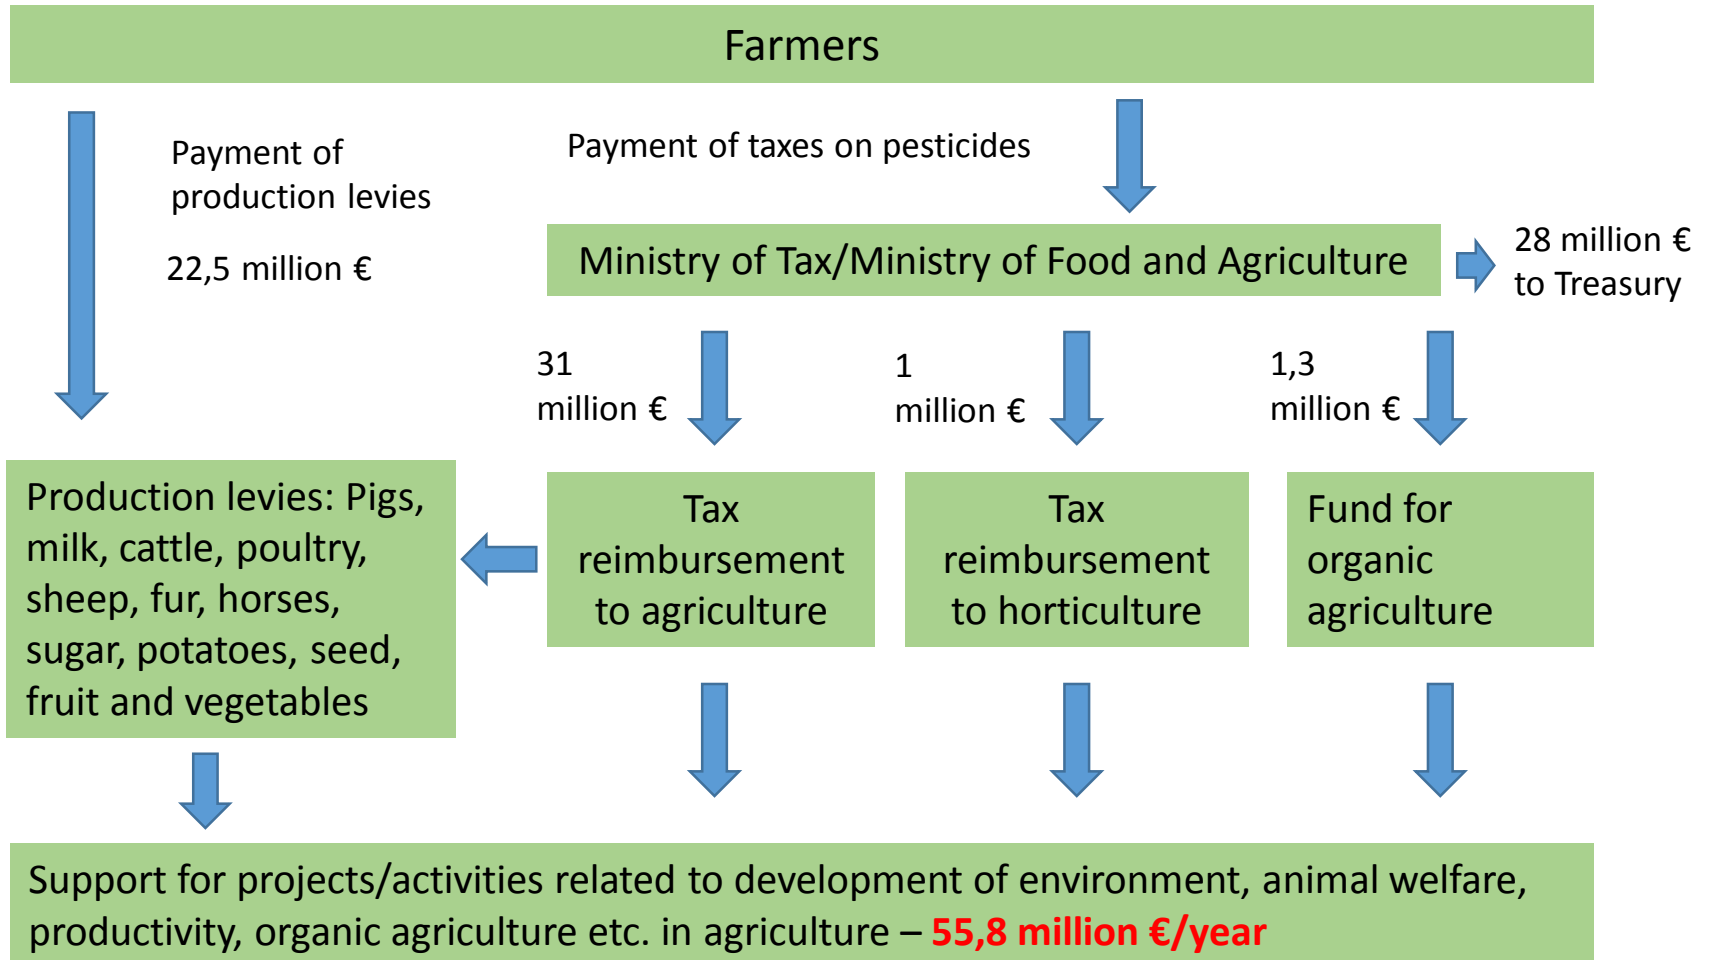 Farmers
Payment of
production levies
22,5 million €
Payment of taxes on pesticides
Ministry of Tax/Ministry of Food and Agriculture
28 million €
to Treasury
31
million €
1
million €
1,3
million €
Production levies: Pigs,
milk, cattle, poultry,
sheep, fur, horses,
sugar, potatoes, seed,
fruit and vegetables
Tax
reimbursement
to agriculture
Tax
reimbursement
to horticulture
Fund for
organic
agriculture
Support for projects/activities related to development of environment, animal welfare,
productivity, organic agriculture etc. in agriculture – 55,8 million €/year